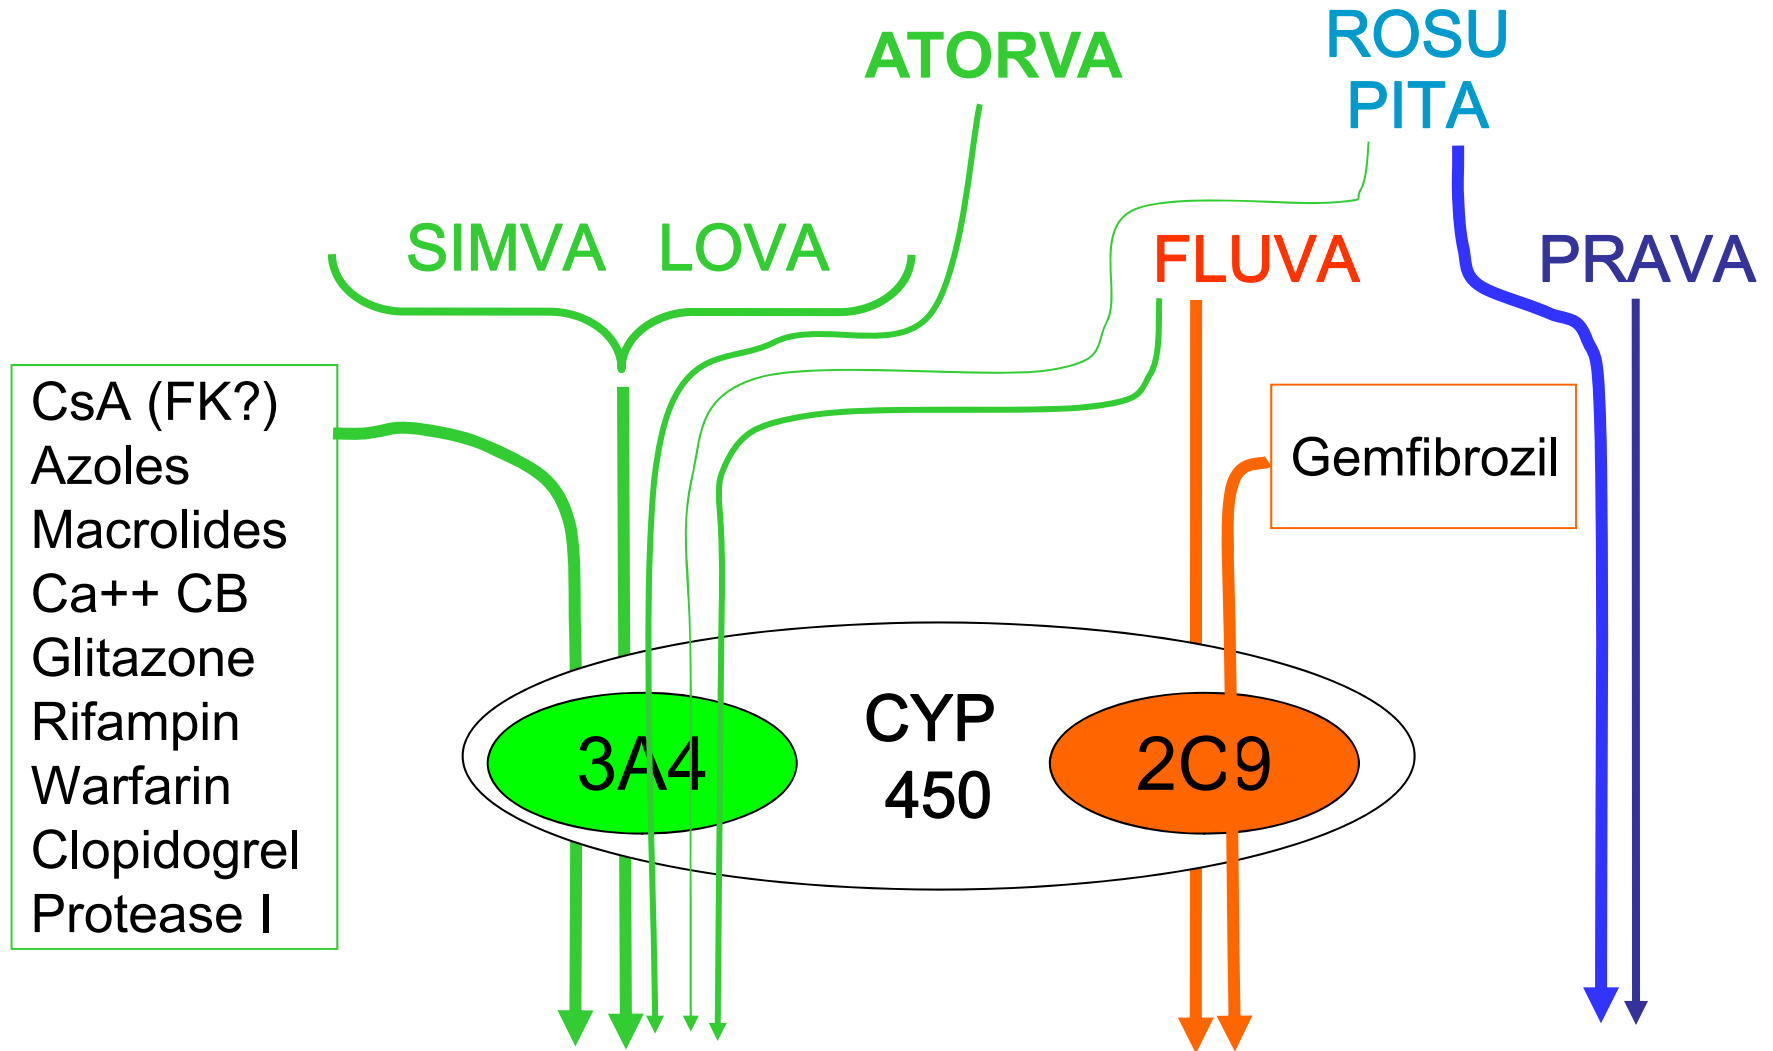 ATORVA
ROSU
PITA
SIMVA LOVA
FLUVA
PRAVA
CsA (FK?)
Azoles
Macrolides
Ca++ CB
Glitazone
Rifampin
Warfarin
Clopidogrel
Protease I
Gemfibrozil
3A4
CYP
450
2C9